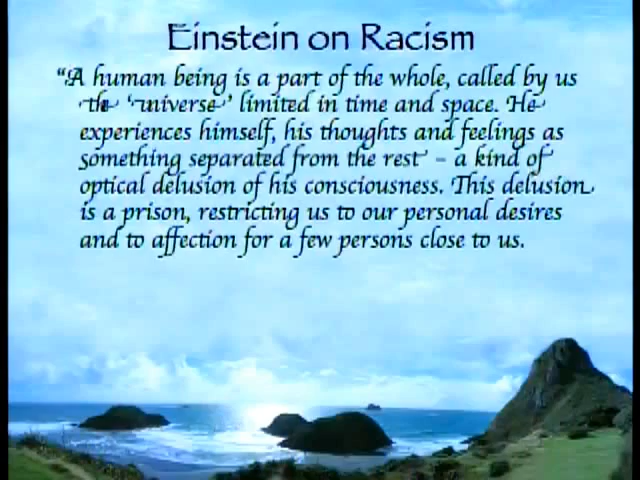 Einstein on Racism
“A human being is a part of the whole, called by us
the ‘universe’ limited in time and space. He
experiences himself, his thoughts and feelings as
something separated from the rest – a kind of
optical delusion of his consciousness. This delusion
is a prison, restricting us to our personal desires
and to affection for a few persons close to us.